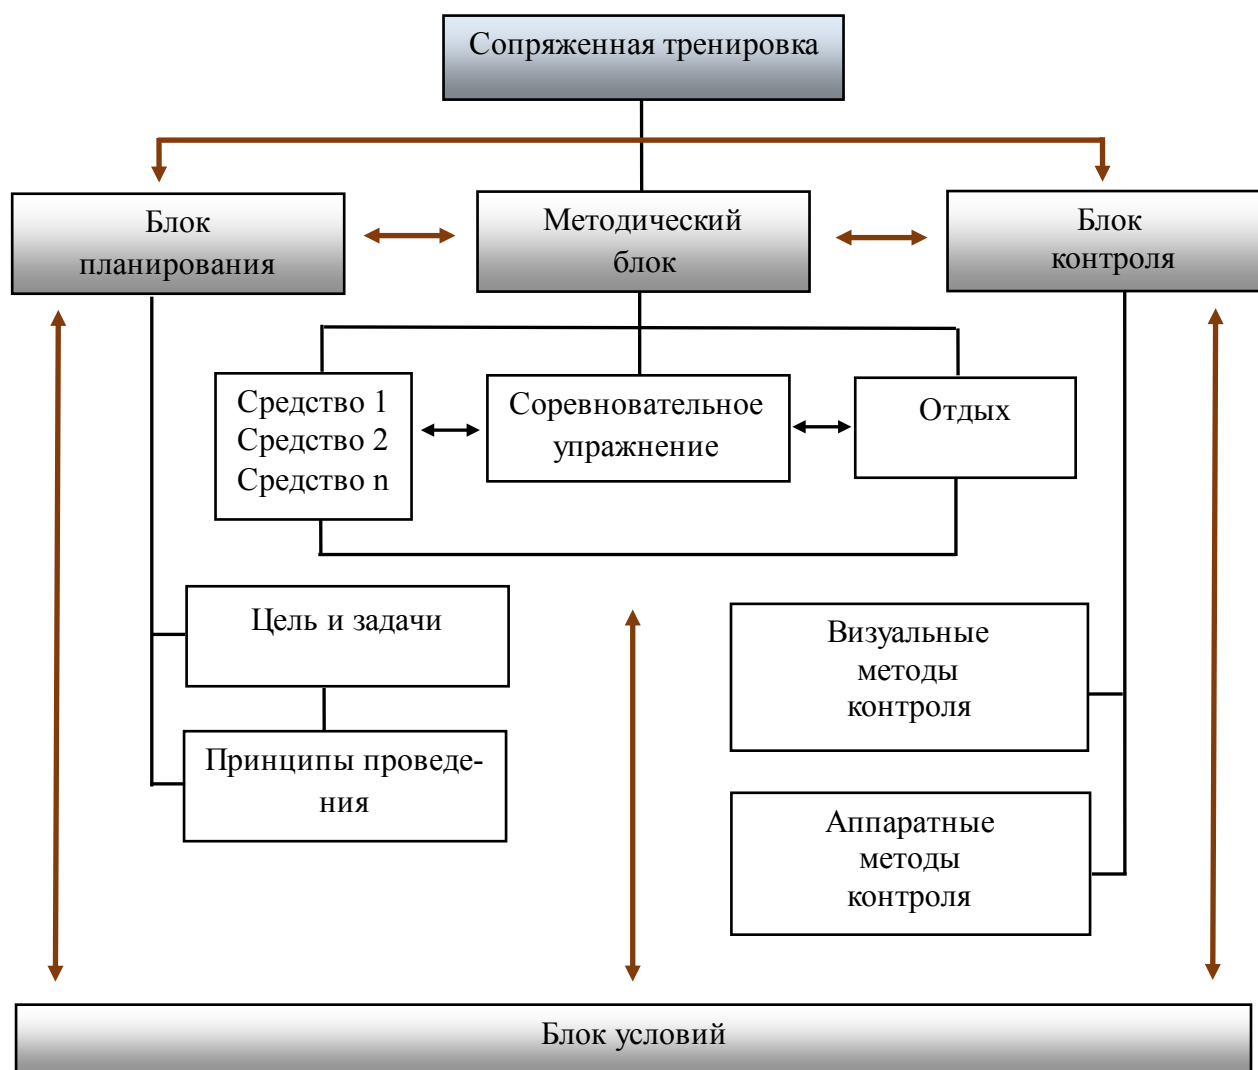 Сопряженная тренировка
Блок
планирования
Методический
блок
Блок
контроля
Средство 1
Средство 2
Средство n
Соревновательное
упражнение
Отдых
Цель и задачи
Принципы проведе-
ния
Визуальные
методы
контроля
Аппаратные
методы
контроля
Блок условий